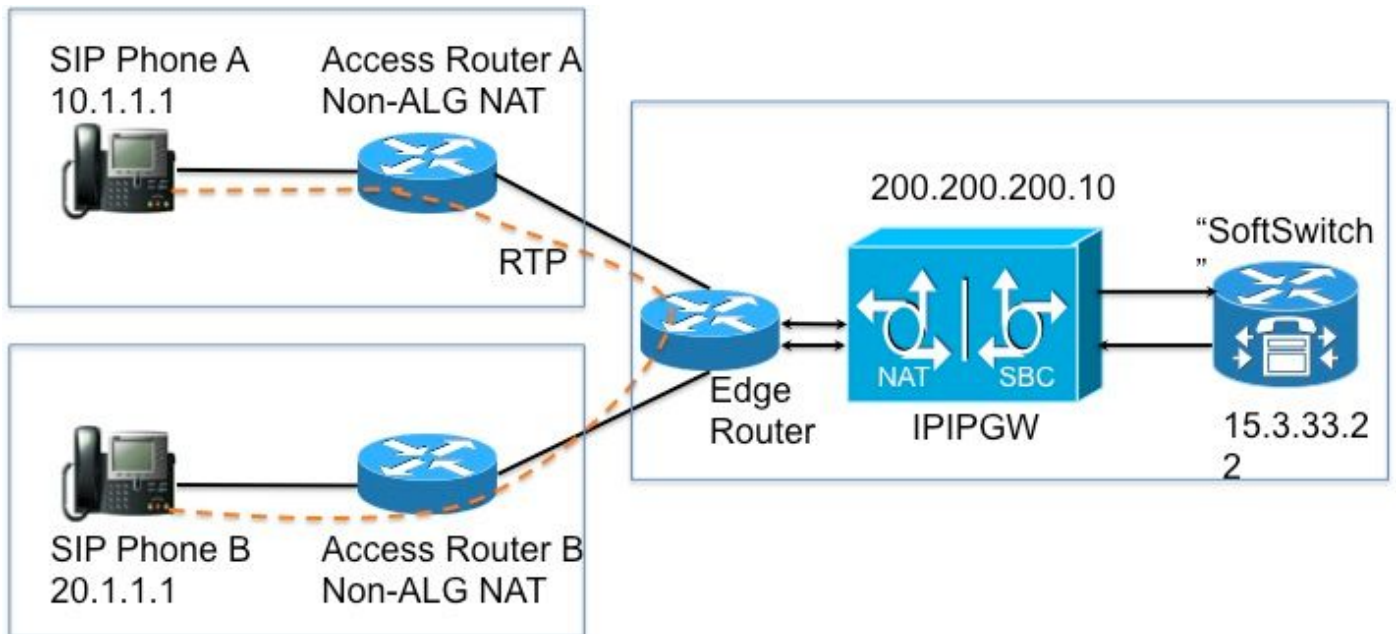 SIP Phone A
10.1.1.1
Access Router A
Non-ALG NAT
RTP
SIP Phone B
20.1.1.1
Access Router B
Non-ALG NAT
Edge
Router
200.200.200.10
NAT
SBC
IPIPGW
“SoftSwitch
”
15.3.33.2
2